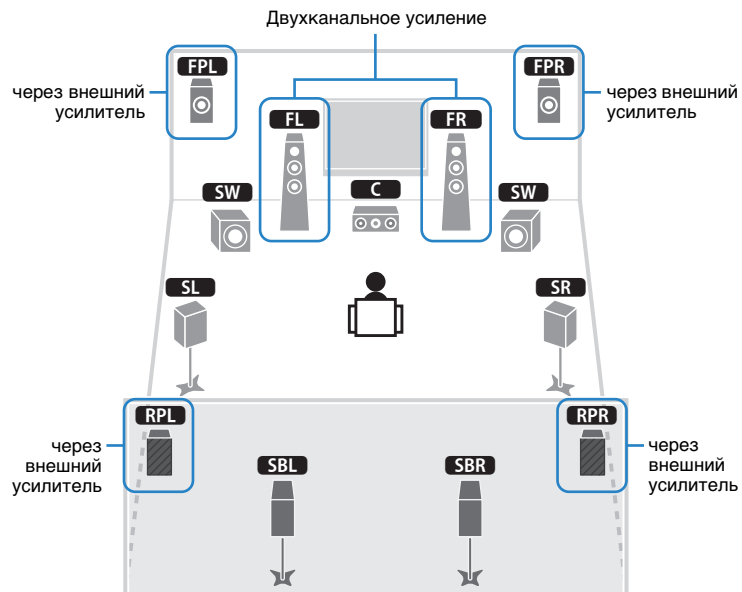 Двухканальное усиление
FPL
FPR
через внешний
усилитель
через внешний
усилитель
FL
FR
SW
C
SW
SL
SR
RPL
RPR
через
внешний
усилитель
через
внешний
усилитель
SBL
SBR